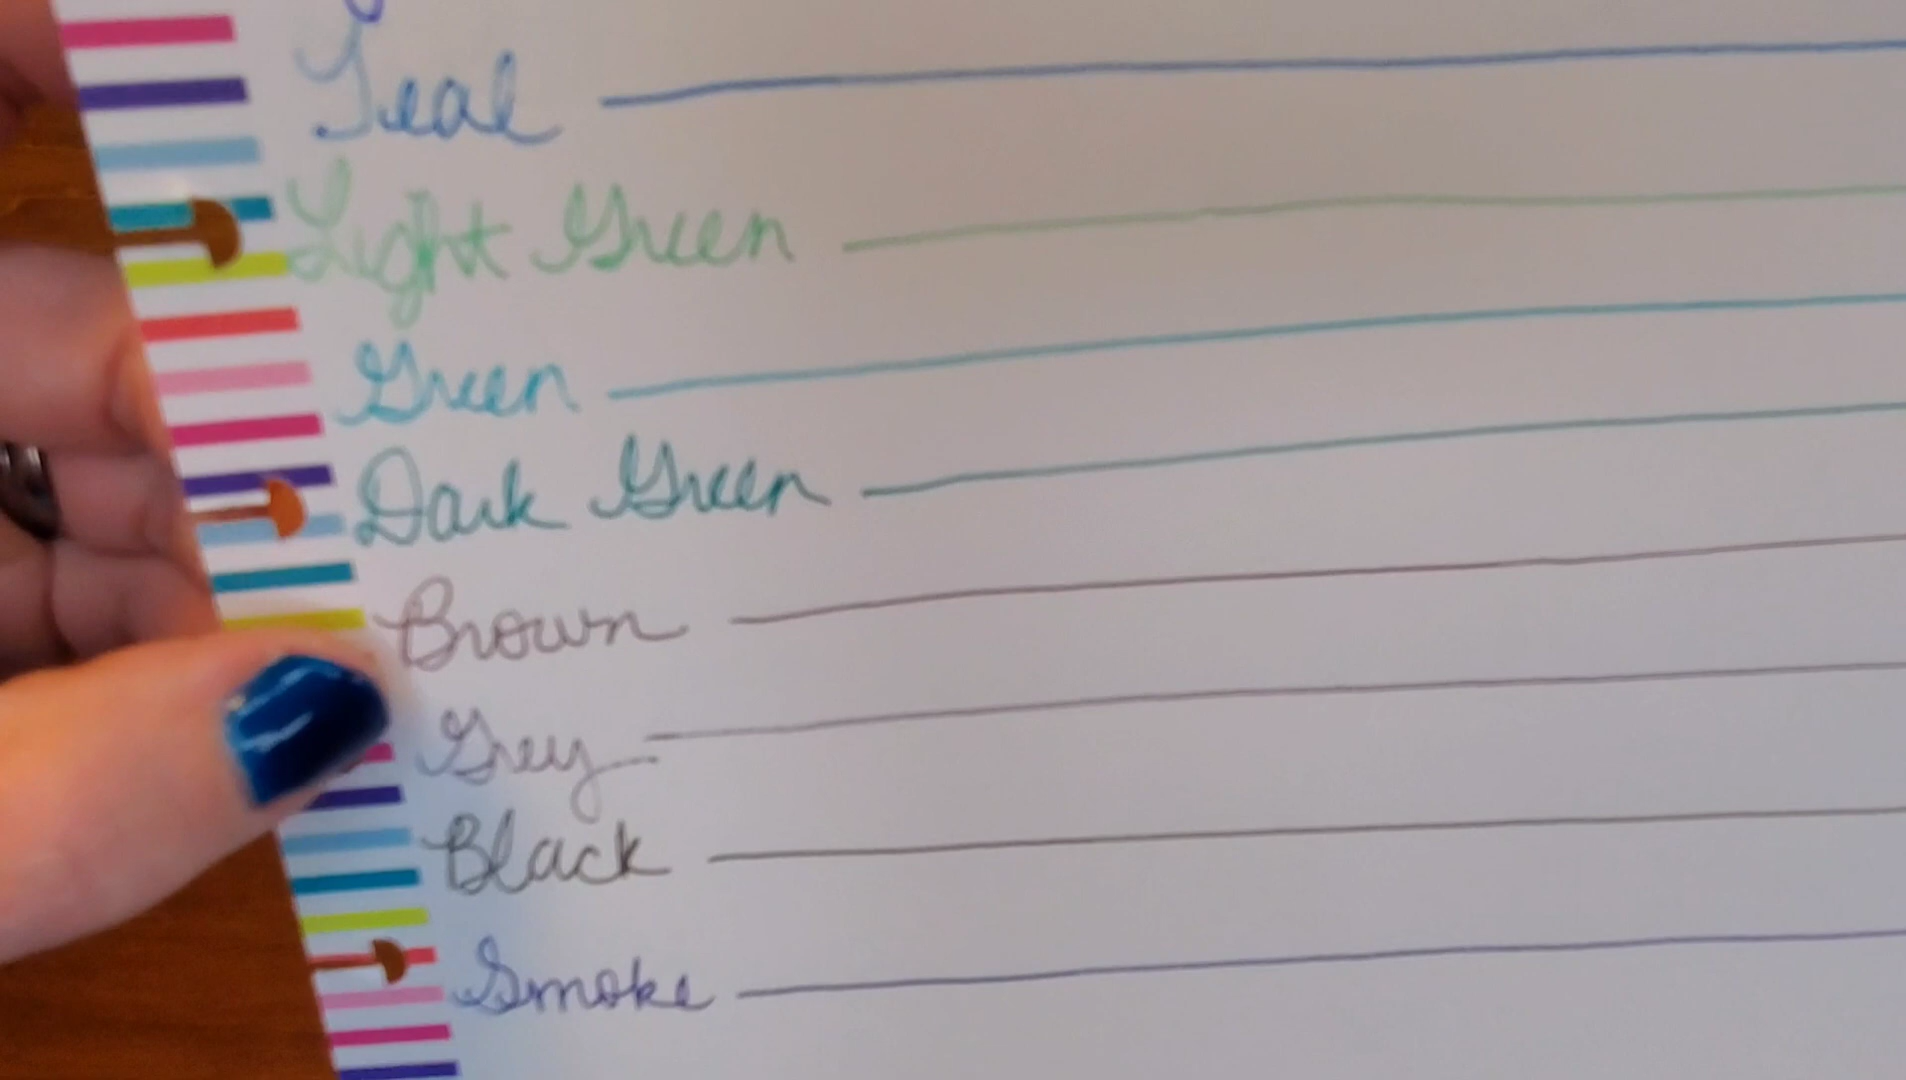 Teal
Light Green
Green
Dark Green
Brown
Grey
Black
Smoke